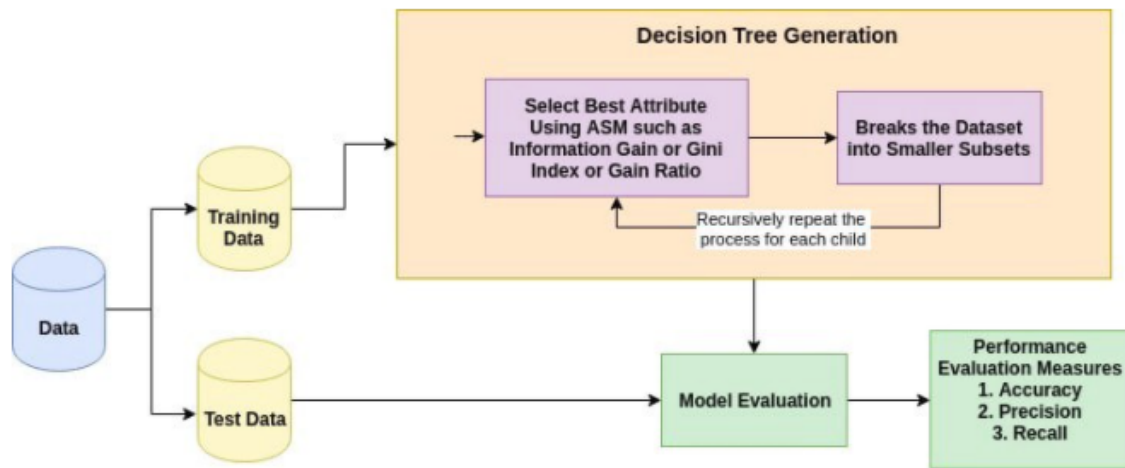 Decision Tree Generation
Select Best Attribute
Using ASM such as
Information Gain or Gini
Index or Gain Ratio
Breaks the Dataset
into Smaller Subsets
Recursively repeat the
process for each child
Training
Data
Data
Test Data
Model Evaluation
Performance
Evaluation Measures
1. Accuracy
2. Precision
3. Recall